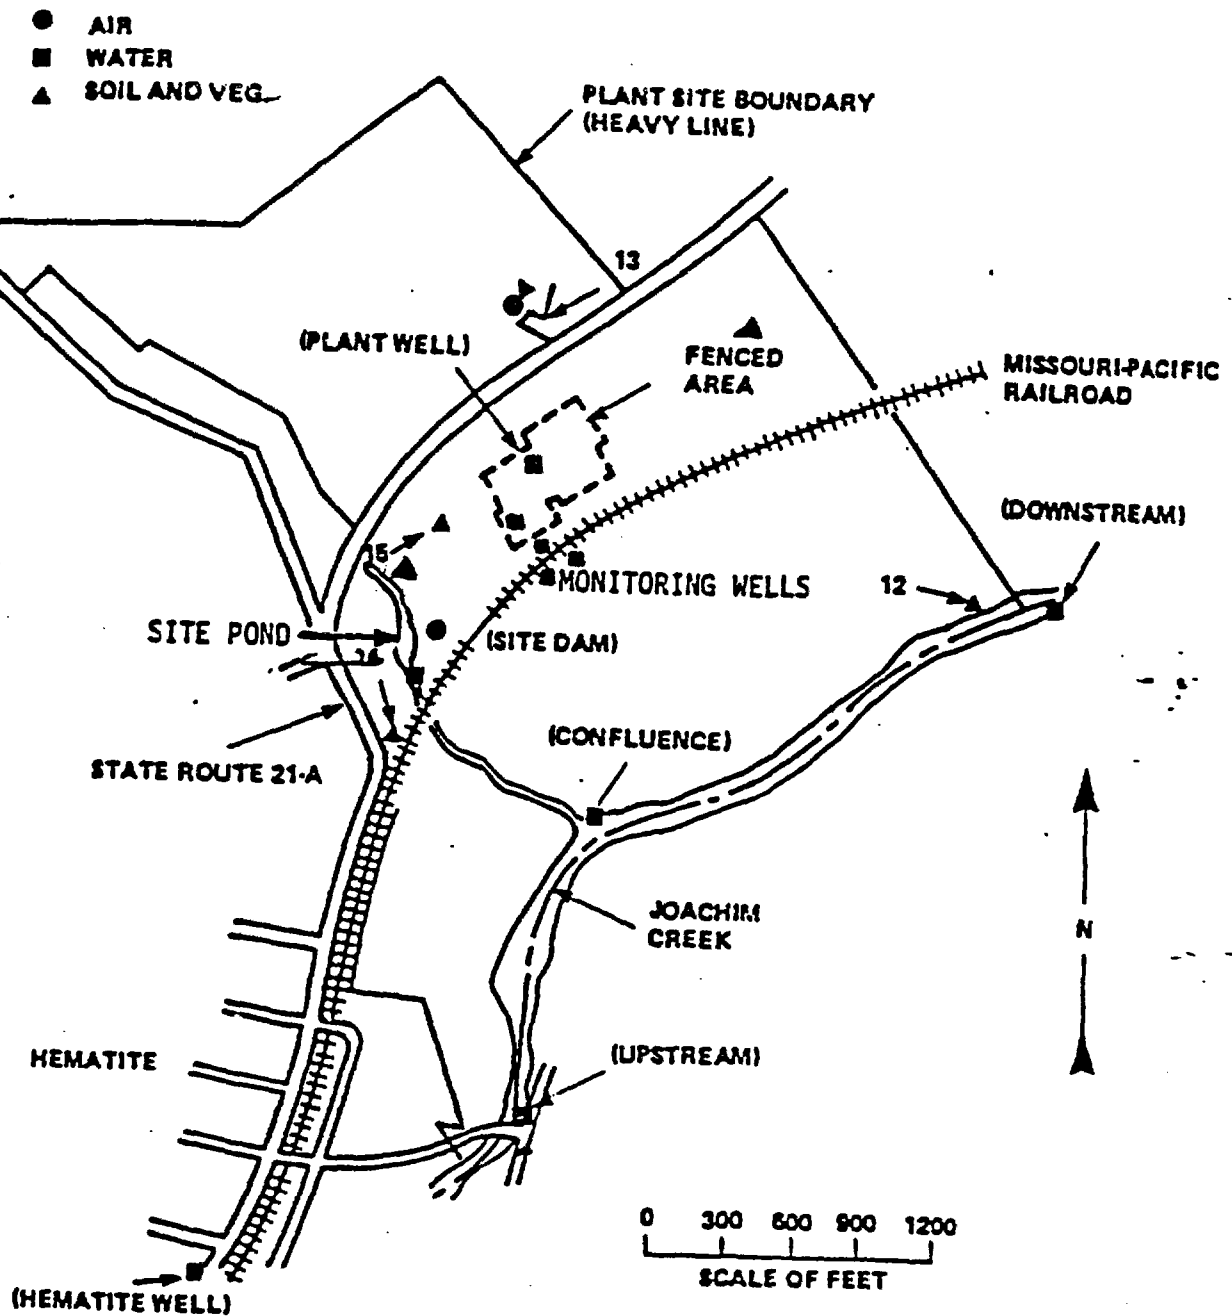 AIR
WATER
SOIL AND VEG.
PLANT SITE BOUNDARY
(HEAVY LINE)
13
(PLANT WELL)
FENCED
AREA
MISSOURI-PACIFIC
RAILROAD
(DOWNSTREAM)
15
MONITORING WELLS
12
SITE POND
(SITE DAM)
(CONFLUENCE)
STATE ROUTE 21-A
JOACHIM
CREEK
N
HEMATITE
(UPSTREAM)
0 300 600 900 1200
SCALE OF FEET
(HEMATITE WELL)